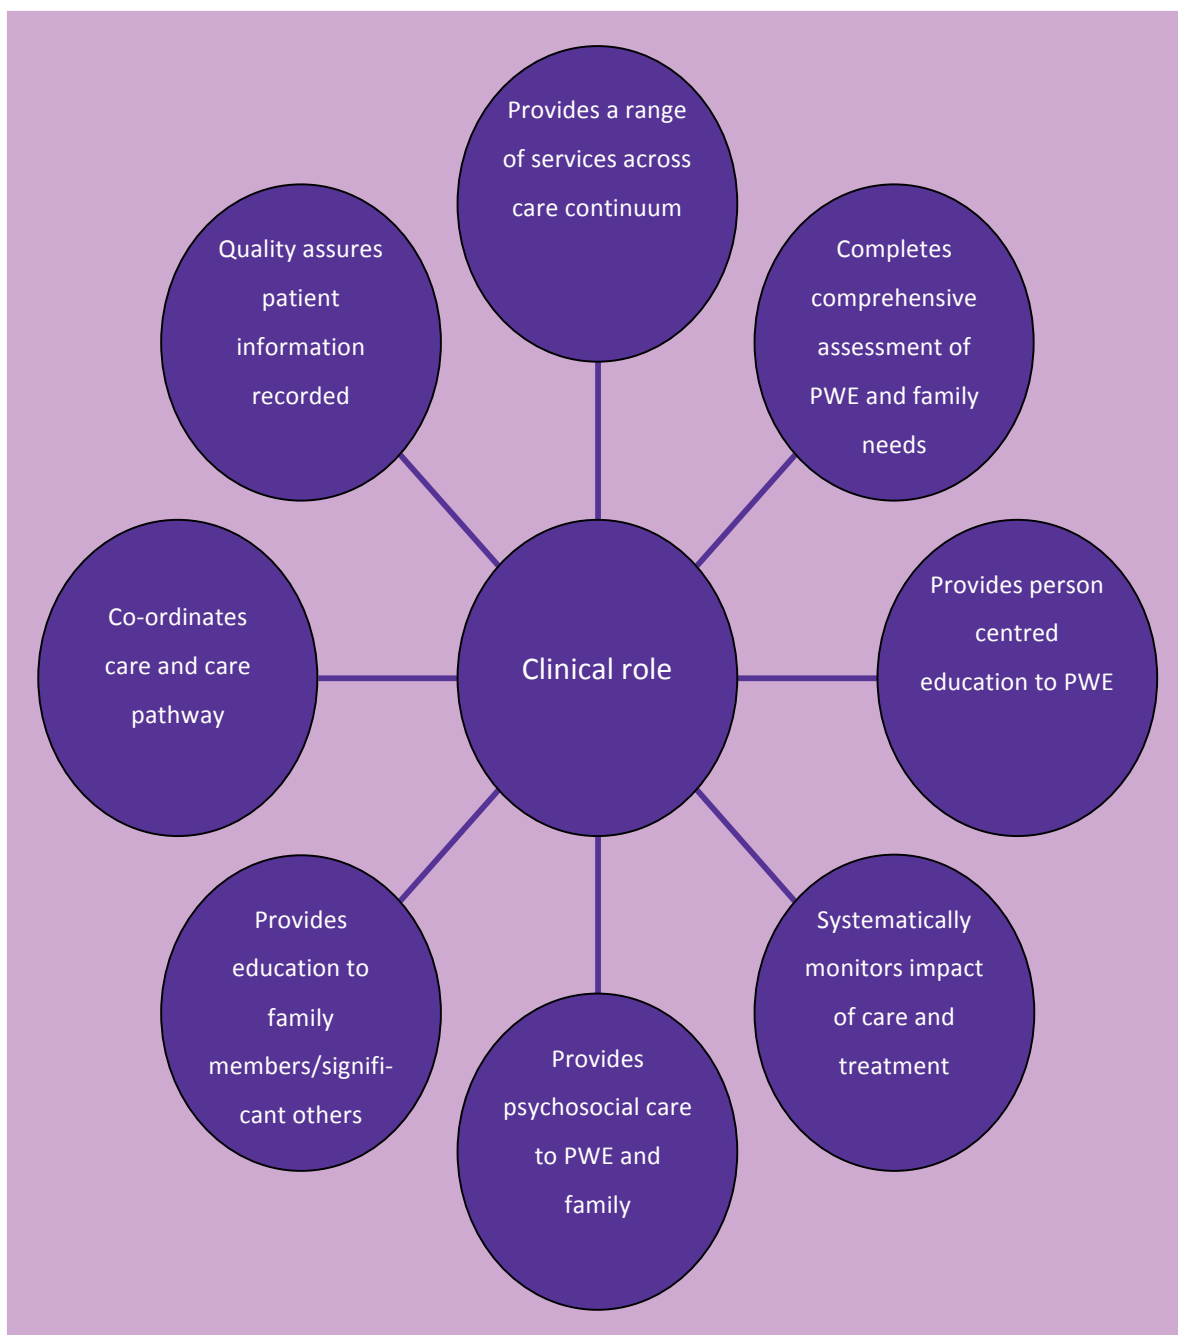 Provides a range
of services across
care continuum
Completes
comprehensive
assessment of
PWE and family
needs
Provides person
centred
education to PWE
Systematically
monitors impact
of care and
treatment
Provides
psychosocial care
to PWE and
family
Provides
education to
family
members/signifi-
cant others
Co-ordinates
care and care
pathway
Quality assures
patient
information
recorded
Clinical role